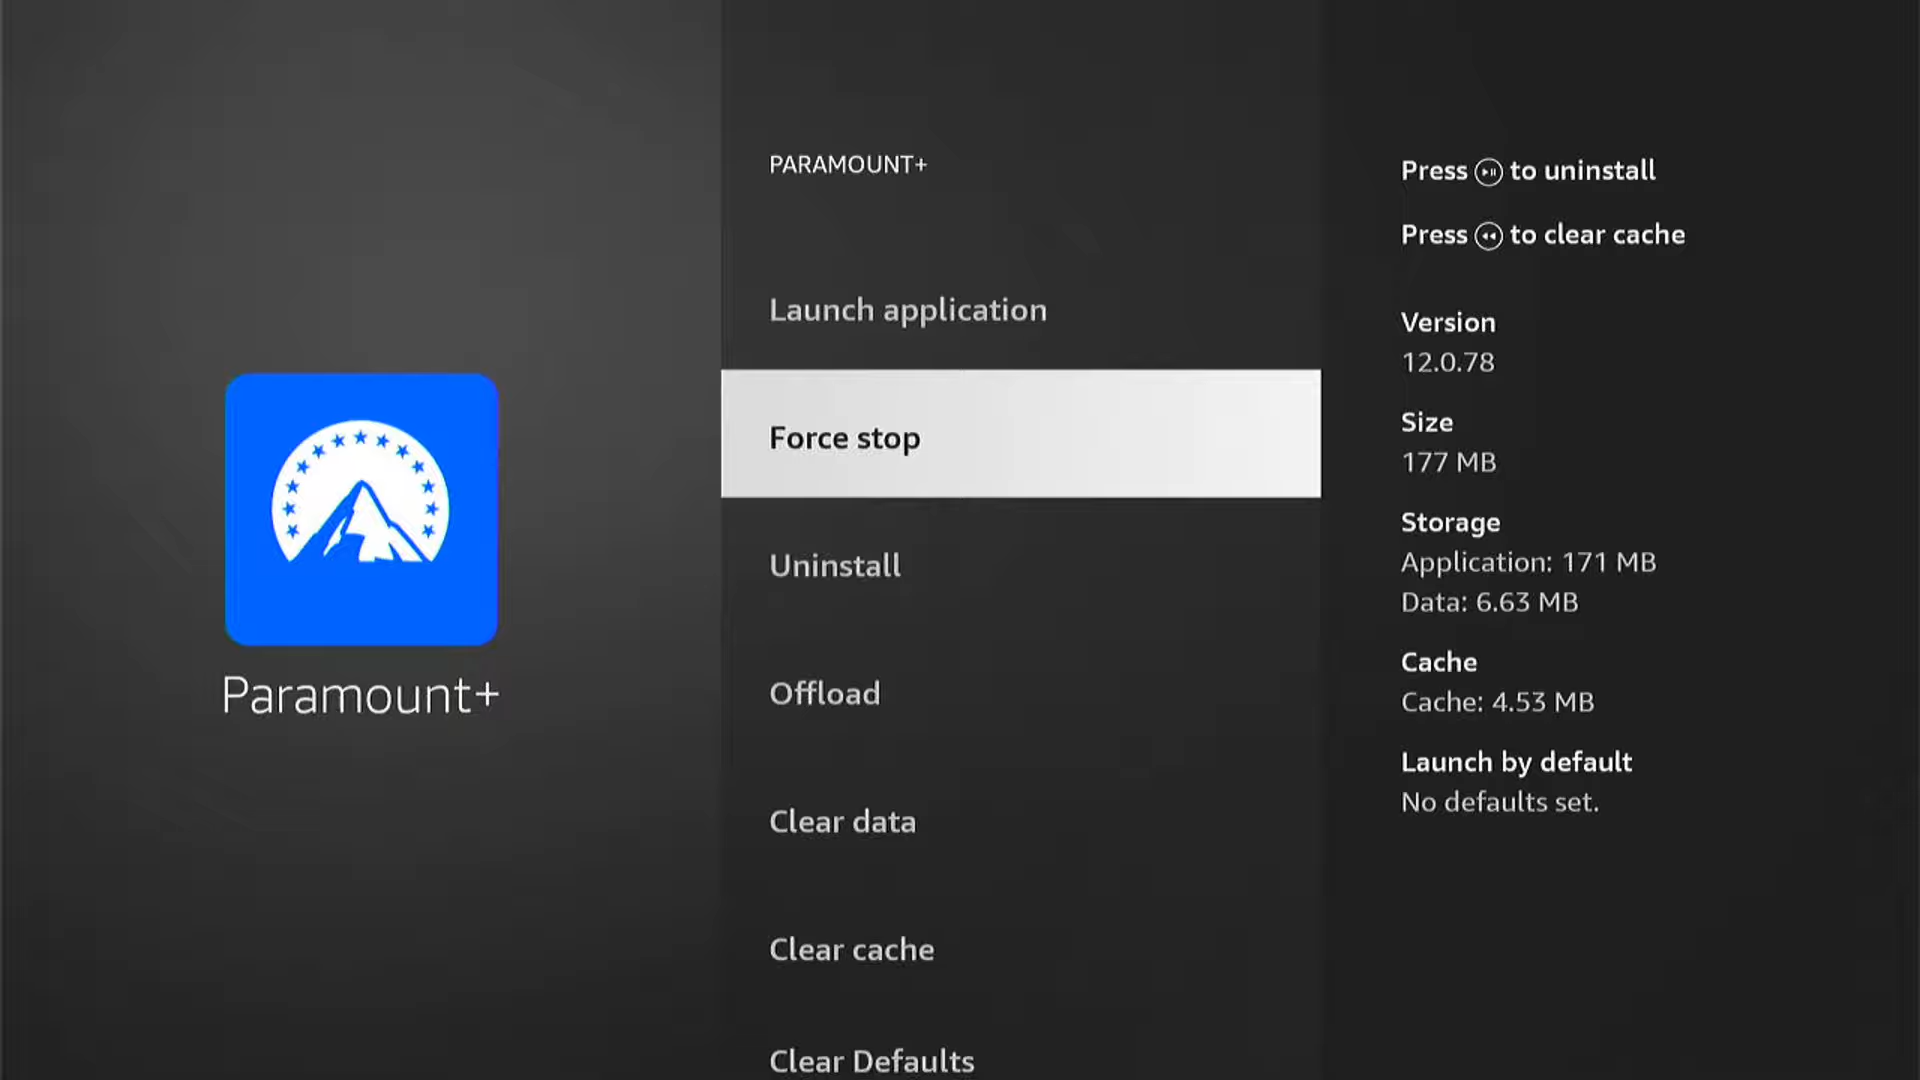 Paramount+
PARAMOUNT+
Launch application
Force stop
Uninstall
Offload
Clear data
Clear cache
Clear Defaults
Press to uninstall
Press to clear cache
Version
12.0.78
Size
177 MB
Storage
Application: 171 MB
Data: 6.63 MB
Cache
Cache: 4.53 MB
Launch by default
No defaults set.